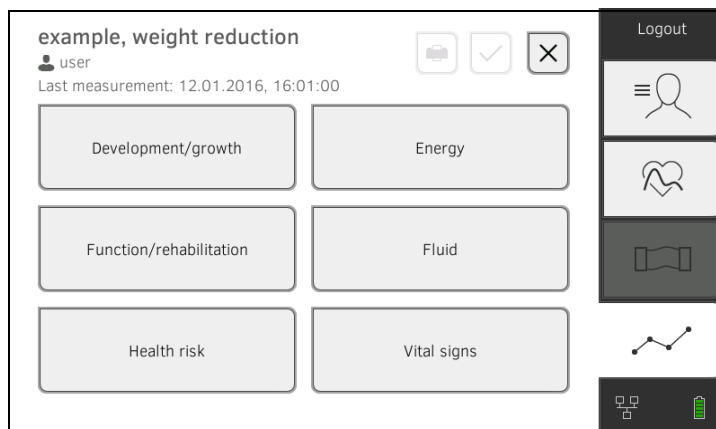 example, weight reduction
user
Last measurement: 12.01.2016, 16:01:00
Logout
Development/growth
Energy
Function/rehabilitation
Fluid
Health risk
Vital signs